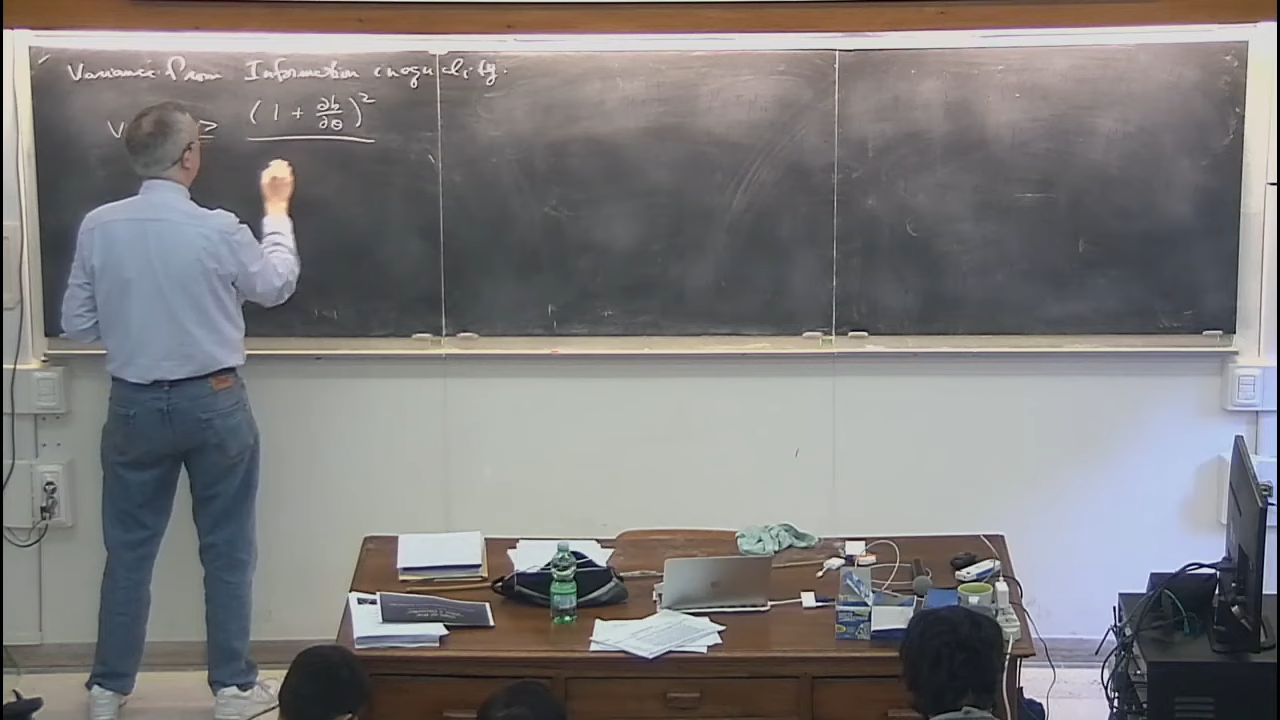 Variance From Information inequality.
V ≥ (1 + ∂b/∂θ)²